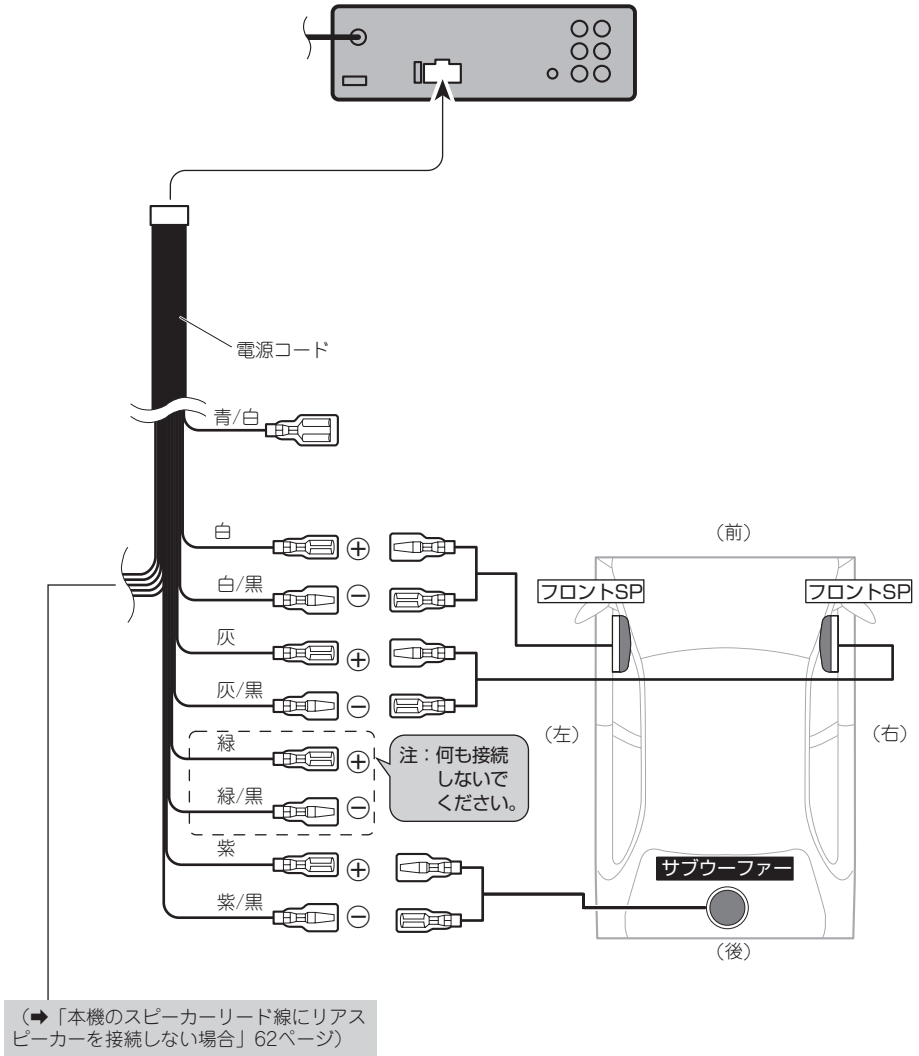 電源コード
青/白
白
⊕
白/黒
⊖
灰
⊕
灰/黒
⊖
緑
⊕
緑/黒
⊖
紫
⊕
紫/黒
⊖
注：何も接続
しないで
ください。
（前）
フロントSP
フロントSP
（左）
（右）
サブウーファー
（後）
（➡「本機のスピーカーリード線にリアス
ピーカーを接続しない場合」62ページ）